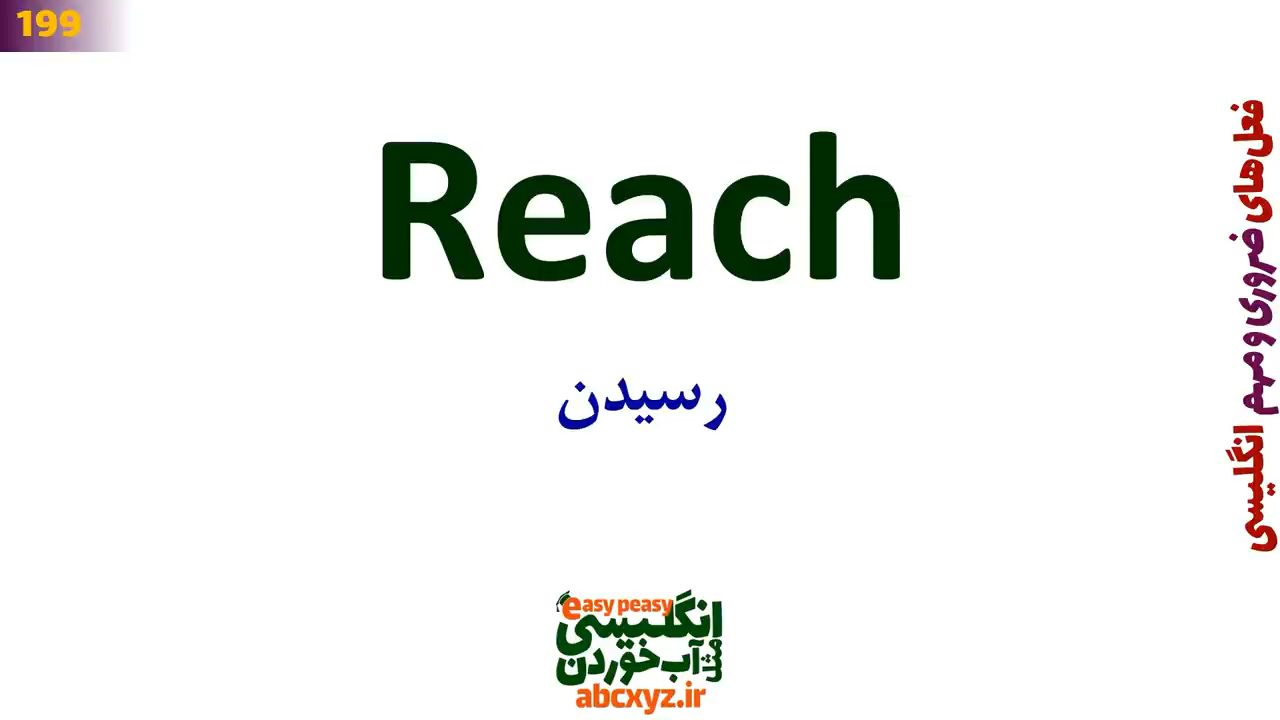 199
Reach
رسیدن
فعل‌های ضروری و مهم انگلیسی
easy peasy
انگلیسی
مثل آب خوردن
abcxyz.ir